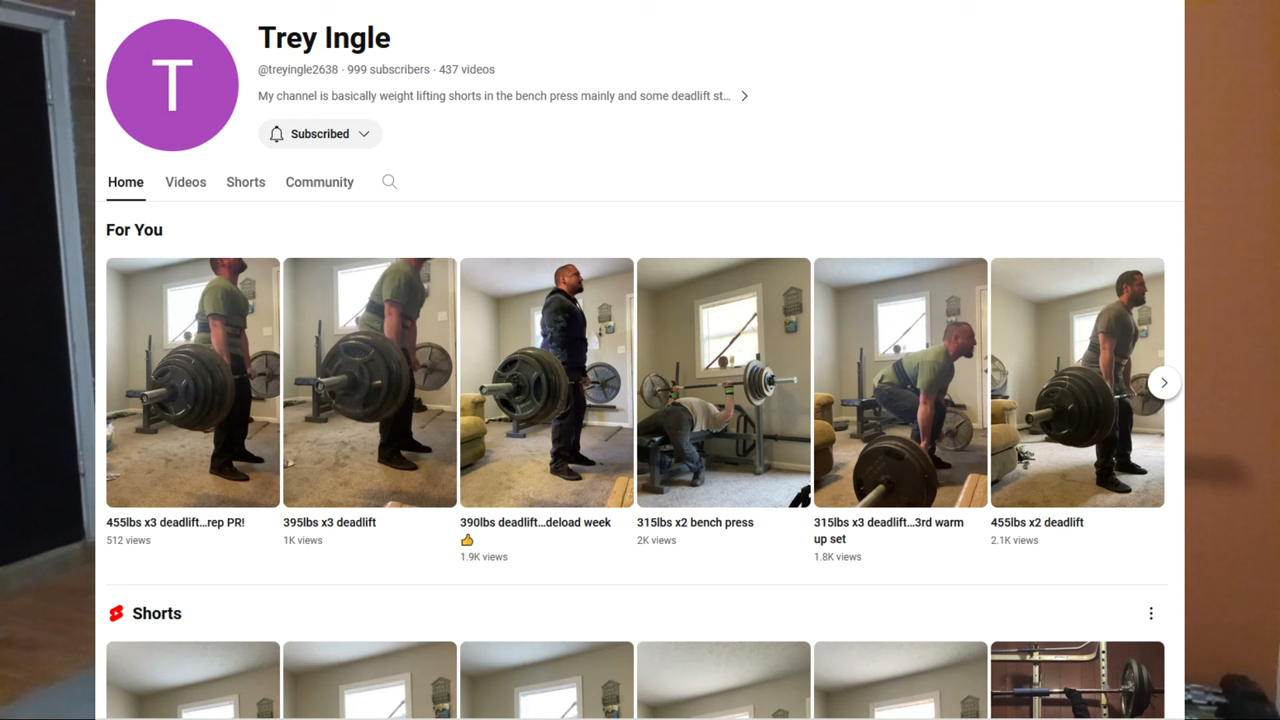 T
Trey Ingle
@treyingle2638 · 999 subscribers · 437 videos
My channel is basically weight lifting shorts in the bench press mainly and some deadlift st...
Subscribed
Home Videos Shorts Community
For You
455lbs x3 deadlift...rep PR!
512 views
395lbs x3 deadlift
1K views
390lbs deadlift...deload week
👍
1.9K views
315lbs x2 bench press
2K views
315lbs x3 deadlift...3rd warm
up set
1.8K views
455lbs x2 deadlift
2.1K views
Shorts